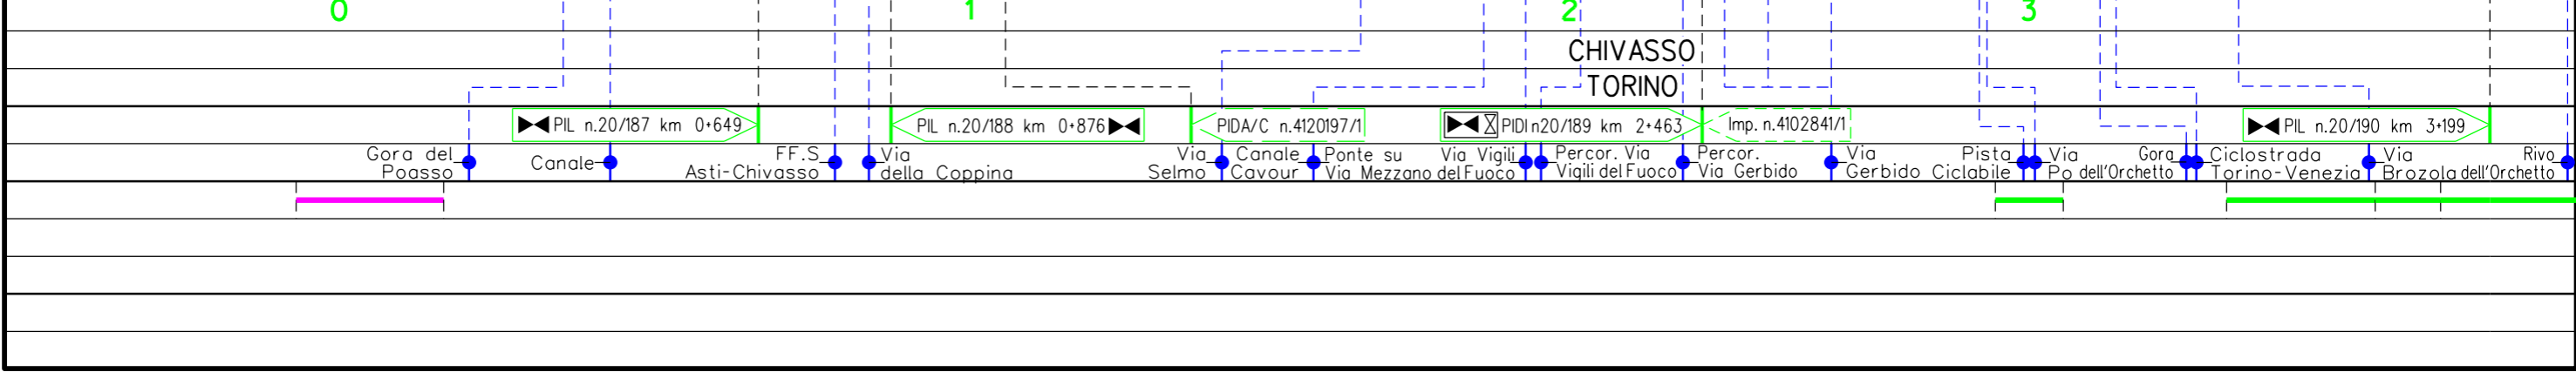 0 1 2 3
CHIVASSO
TORINO
PIL n.20/187 km 0+649
PIL n.20/188 km 0+876
PIDA/C n.4120197/1
PIDI n20/189 km 2+463
Imp. n.4102841/1
PIL n.20/190 km 3+199
Gora del
Poasso
Canale
FF.S
Asti-Chivasso
Via
della Coppina
Via
Selmo
Canale
Cavour
Ponte su
Via Mezzano
Via Vigili
del Fuoco
Percor. Via
Vigili del Fuoco
Percor.
Via Gerbido
Via
Gerbido
Pista
Ciclabile
Via
Po
Gora
dell'Orchetto
Ciclostrada
Torino-Venezia
Via
Brozola
Rivo
dell'Orchetto